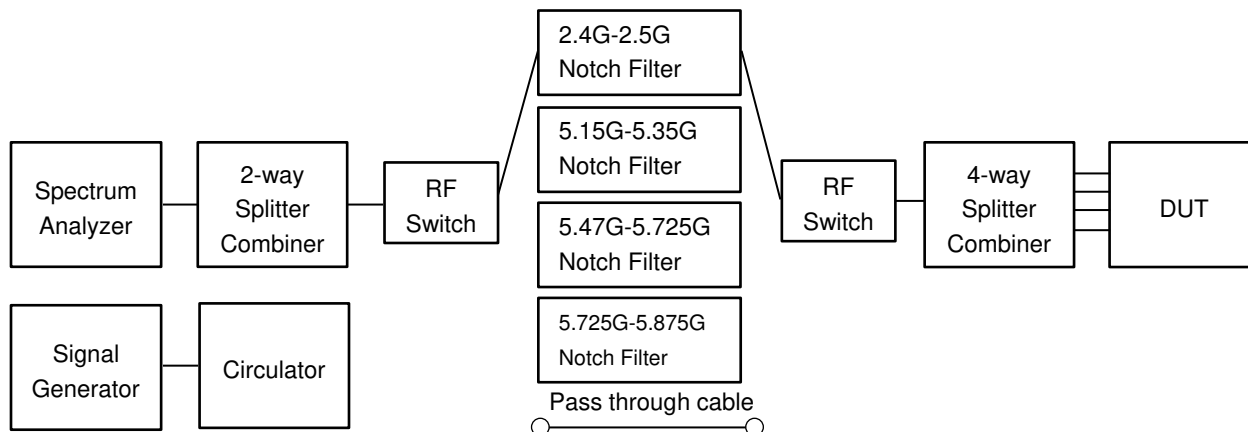 2.4G-2.5G
Notch Filter
5.15G-5.35G
Notch Filter
Spectrum
Analyzer
2-way
Splitter
Combiner
RF
Switch
RF
Switch
4-way
Splitter
Combiner
DUT
5.47G-5.725G
Notch Filter
Signal
Generator
Circulator
5.725G-5.875G
Notch Filter
Pass through cable